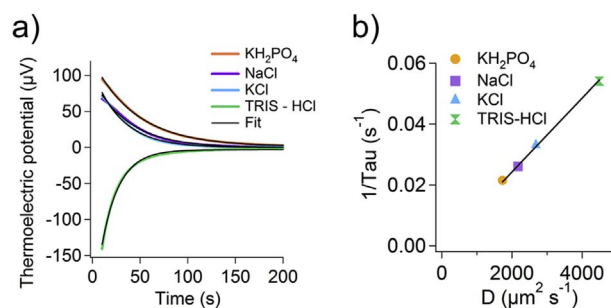 a)
KH₂PO₄
NaCl
KCl
TRIS - HCl
Fit
Thermoelectric potential (µV)
100
50
0
-50
-100
-150
0
50
100
150
200
Time (s)
b)
KH₂PO₄
NaCl
KCl
TRIS-HCl
1/Tau (s⁻¹)
0.06
0.04
0.02
0.00
0
2000
4000
D (µm² s⁻¹)